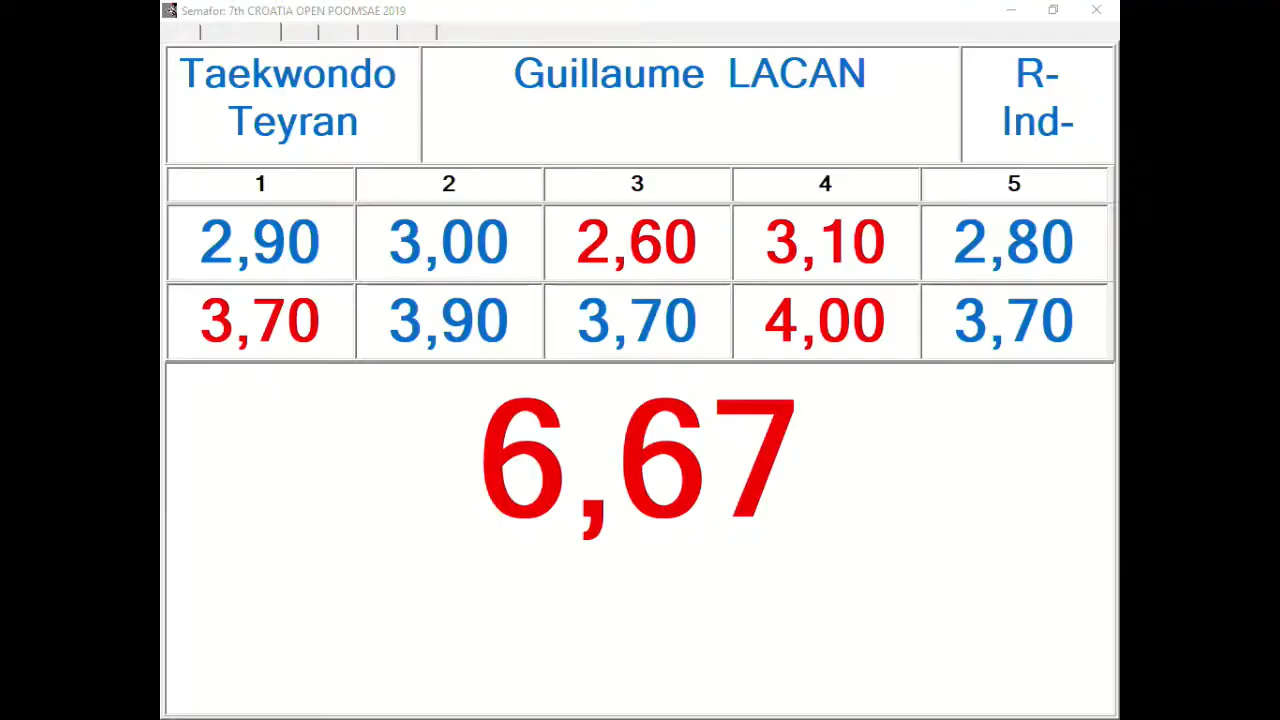 Semafor: 7th CROATIA OPEN POOMSAE 2019
Taekwondo
Teyran
Guillaume LACAN
R-
Ind-
1 2 3 4 5
2,90 3,00 2,60 3,10 2,80
3,70 3,90 3,70 4,00 3,70
6,67